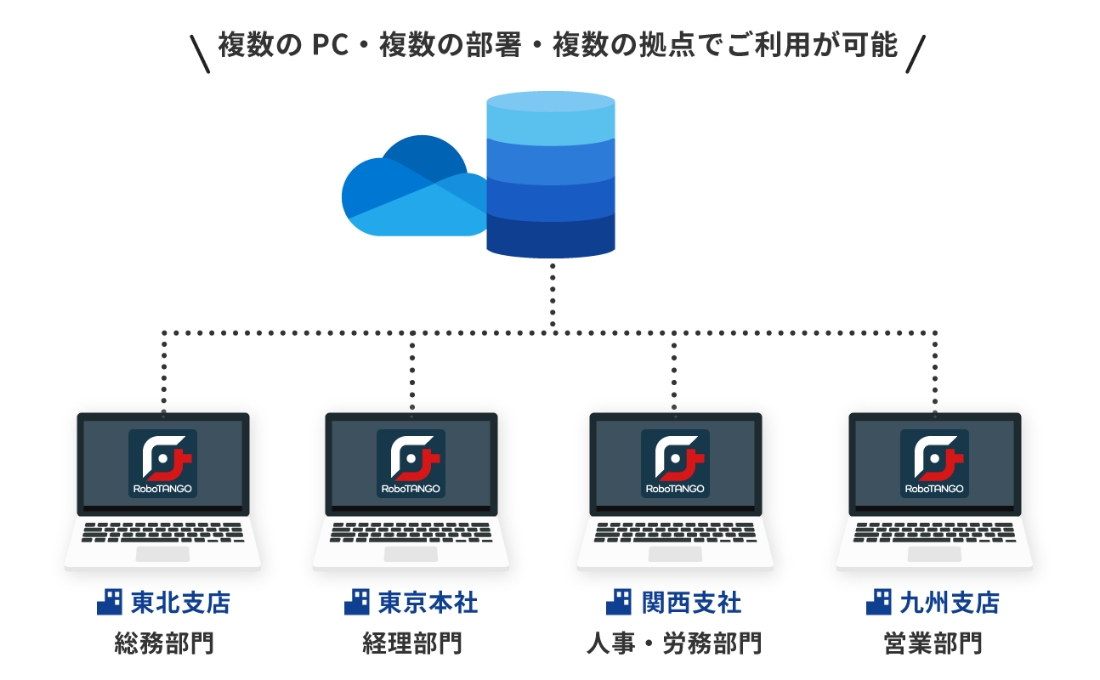 複数の PC・複数の部署・複数の拠点でご利用が可能
RoboTANGO
RoboTANGO
RoboTANGO
RoboTANGO
東北支店
東京本社
関西支社
九州支店
総務部門
経理部門
人事・労務部門
営業部門